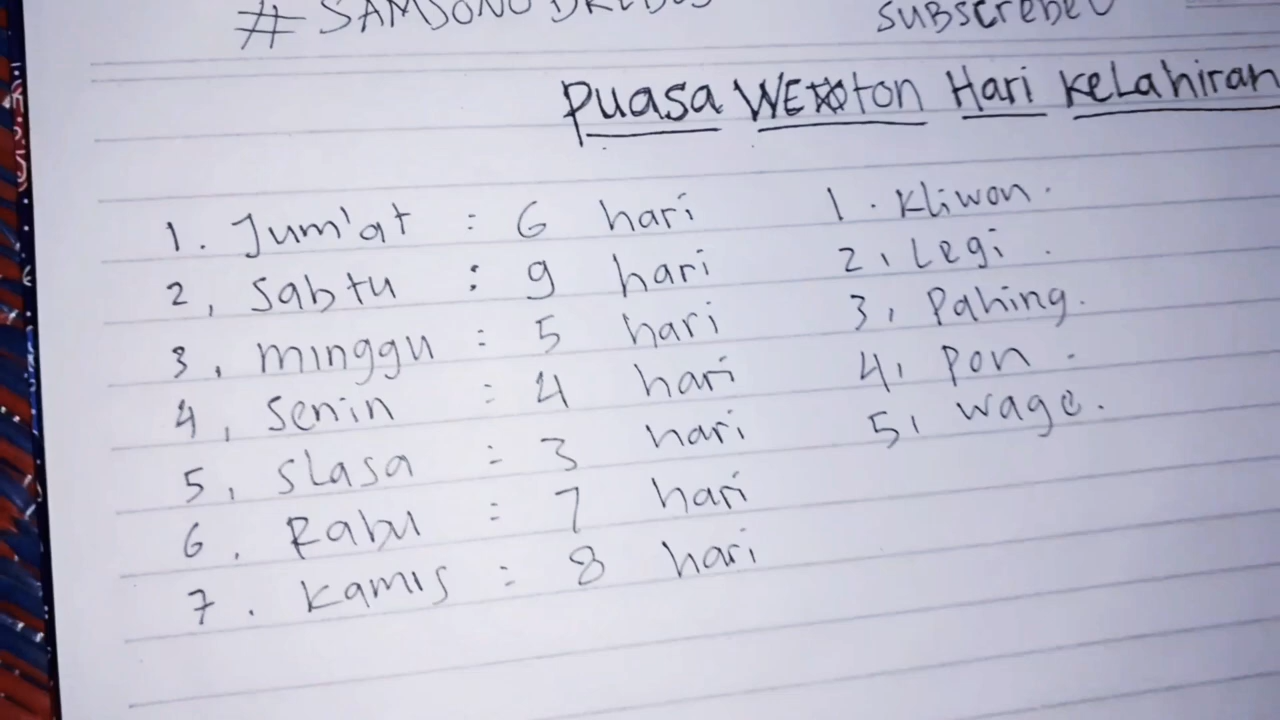 # SAMSONO
Puasa WEton Hari KeLahiran
1. Jum'at : 6 hari 1. Kliwon.
2, Sabtu : 9 hari 2, Legi.
3, minggu : 5 hari 3, Pahing.
4, Senin : 4 hari 4, pon.
5, SLasa : 3 hari 5, wage.
6. Rabu : 7 hari
7. Kamis : 8 hari